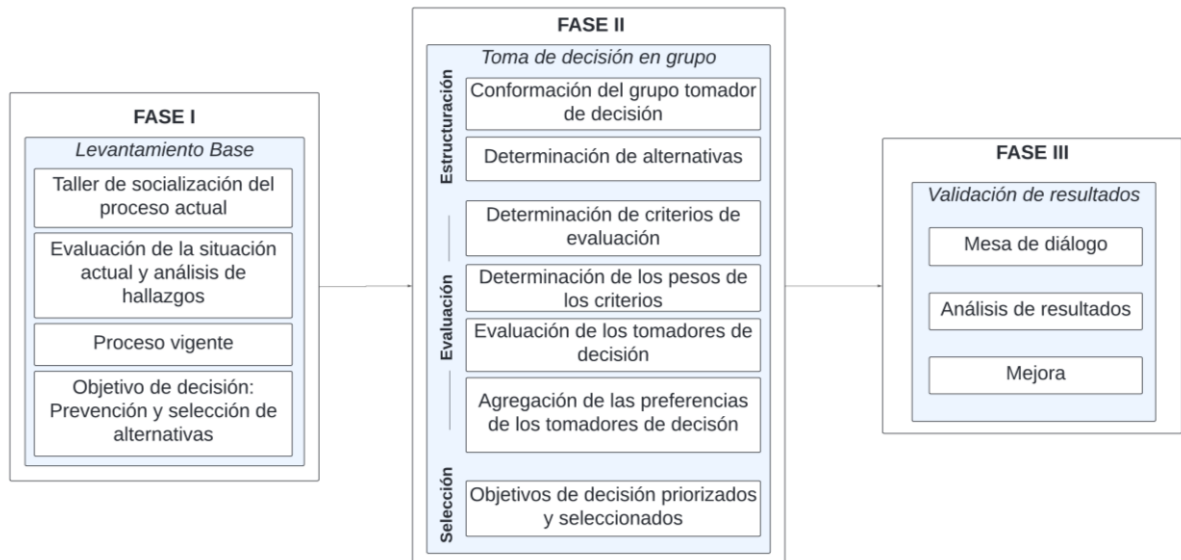 FASE I
Levantamiento Base
Taller de socialización del
proceso actual
Evaluación de la situación
actual y análisis de
hallazgos
Proceso vigente
Objetivo de decisión:
Prevención y selección de
alternativas
FASE II
Toma de decisión en grupo
Estructuración
Conformación del grupo tomador
de decisión
Determinación de alternativas
Evaluación
Determinación de criterios de
evaluación
Determinación de los pesos de
los criterios
Evaluación de los tomadores de
decisión
Agregación de las preferencias
de los tomadores de decisón
Selección
Objetivos de decisión priorizados
y seleccionados
FASE III
Validación de resultados
Mesa de diálogo
Análisis de resultados
Mejora